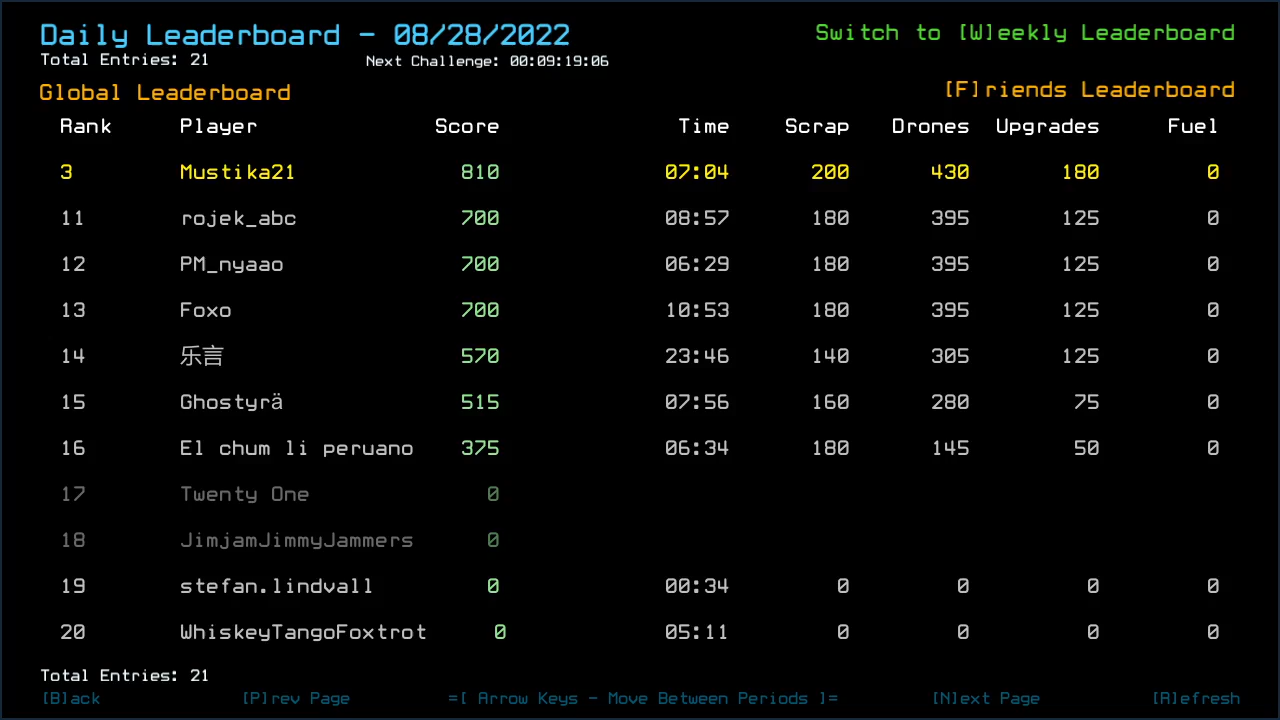 Daily Leaderboard - 08/28/2022 Switch to [W]eekly Leaderboard
Total Entries: 21 Next Challenge: 00:09:19:06
Global Leaderboard [F]riends Leaderboard
Rank Player Score Time Scrap Drones Upgrades Fuel
3 Mustika21 810 07:04 200 430 180 0
11 rojek_abc 700 08:57 180 395 125 0
12 PM_nyaao 700 06:29 180 395 125 0
13 Foxo 700 10:53 180 395 125 0
14 乐言 570 23:46 140 305 125 0
15 Ghostyrä 515 07:56 160 280 75 0
16 El chum li peruano 375 06:34 180 145 50 0
17 Twenty One 0
18 JimjamJimmyJammers 0
19 stefan.lindvall 0 00:34 0 0 0 0
20 WhiskeyTangoFoxtrot 0 05:11 0 0 0 0
Total Entries: 21
[B]ack [P]rev Page =[ Arrow Keys - Move Between Periods ]= [N]ext Page [R]efresh